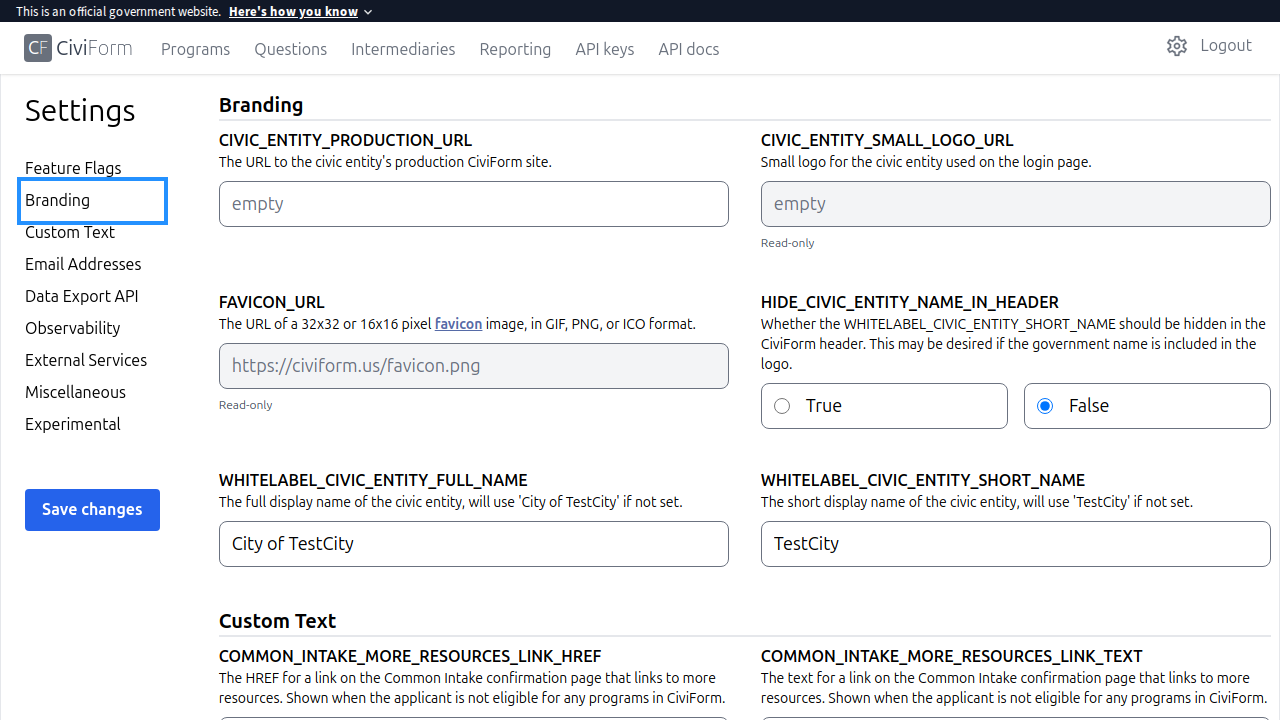 This is an official government website. Here's how you know
CF CiviForm Programs Questions Intermediaries Reporting API keys API docs Logout
Settings
Feature Flags
Branding
Custom Text
Email Addresses
Data Export API
Observability
External Services
Miscellaneous
Experimental
Save changes
Branding
CIVIC_ENTITY_PRODUCTION_URL
The URL to the civic entity's production CiviForm site.
empty
CIVIC_ENTITY_SMALL_LOGO_URL
Small logo for the civic entity used on the login page.
empty
Read-only
FAVICON_URL
The URL of a 32x32 or 16x16 pixel favicon image, in GIF, PNG, or ICO format.
https://civiform.us/favicon.png
Read-only
HIDE_CIVIC_ENTITY_NAME_IN_HEADER
Whether the WHITELABEL_CIVIC_ENTITY_SHORT_NAME should be hidden in the
CiviForm header. This may be desired if the government name is included in the
logo.
True
False
WHITELABEL_CIVIC_ENTITY_FULL_NAME
The full display name of the civic entity, will use 'City of TestCity' if not set.
City of TestCity
WHITELABEL_CIVIC_ENTITY_SHORT_NAME
The short display name of the civic entity, will use 'TestCity' if not set.
TestCity
Custom Text
COMMON_INTAKE_MORE_RESOURCES_LINK_HREF
The HREF for a link on the Common Intake confirmation page that links to more
resources. Shown when the applicant is not eligible for any programs in CiviForm.
COMMON_INTAKE_MORE_RESOURCES_LINK_TEXT
The text for a link on the Common Intake confirmation page that links to more
resources. Shown when the applicant is not eligible for any programs in CiviForm.